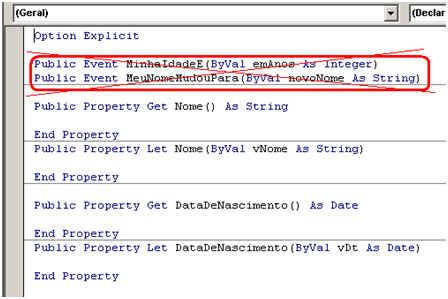 (Geral) (Declar
Option Explicit
Public Event MinhaIdadeE(ByVal emAnos As Integer)
Public Event MeuNomeMudouPara(ByVal novoNome As String)
Public Property Get Nome() As String
End Property
Public Property Let Nome(ByVal vNome As String)
End Property
Public Property Get DataDeNascimento() As Date
End Property
Public Property Let DataDeNascimento(ByVal vDt As Date)
End Property